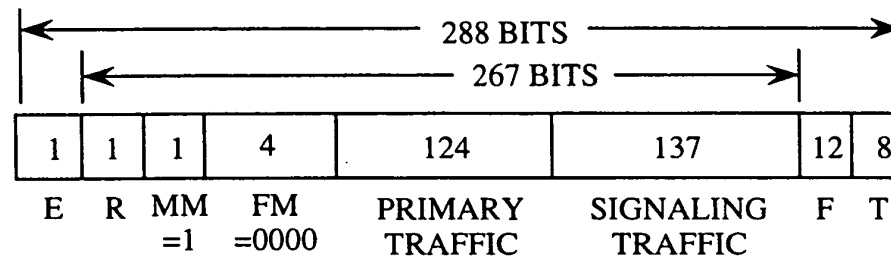 288 BITS
267 BITS
1 1 1 4 124 137 12 8
E R MM FM PRIMARY SIGNALING F T
=1 =0000 TRAFFIC TRAFFIC